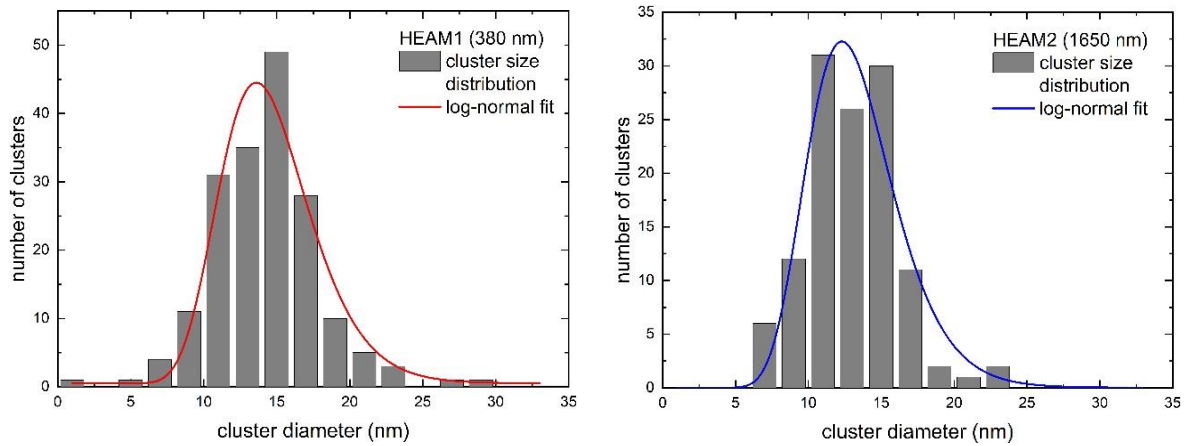 HEAM1 (380 nm)
cluster size
distribution
log-normal fit
50
40
30
20
10
0
number of clusters
0 5 10 15 20 25 30 35
cluster diameter (nm)
HEAM2 (1650 nm)
cluster size
distribution
log-normal fit
35
30
25
20
15
10
5
0
number of clusters
0 5 10 15 20 25 30 35
cluster diameter (nm)